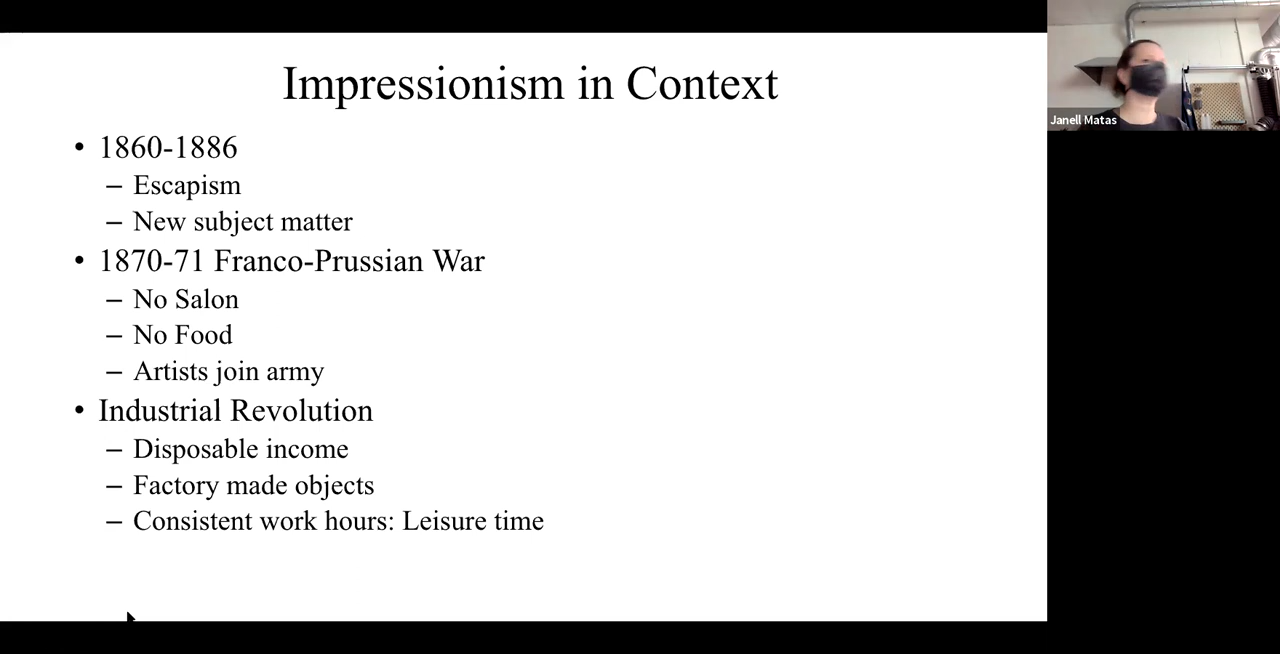 Impressionism in Context
• 1860-1886
– Escapism
– New subject matter
• 1870-71 Franco-Prussian War
– No Salon
– No Food
– Artists join army
• Industrial Revolution
– Disposable income
– Factory made objects
– Consistent work hours: Leisure time
Janell Matas